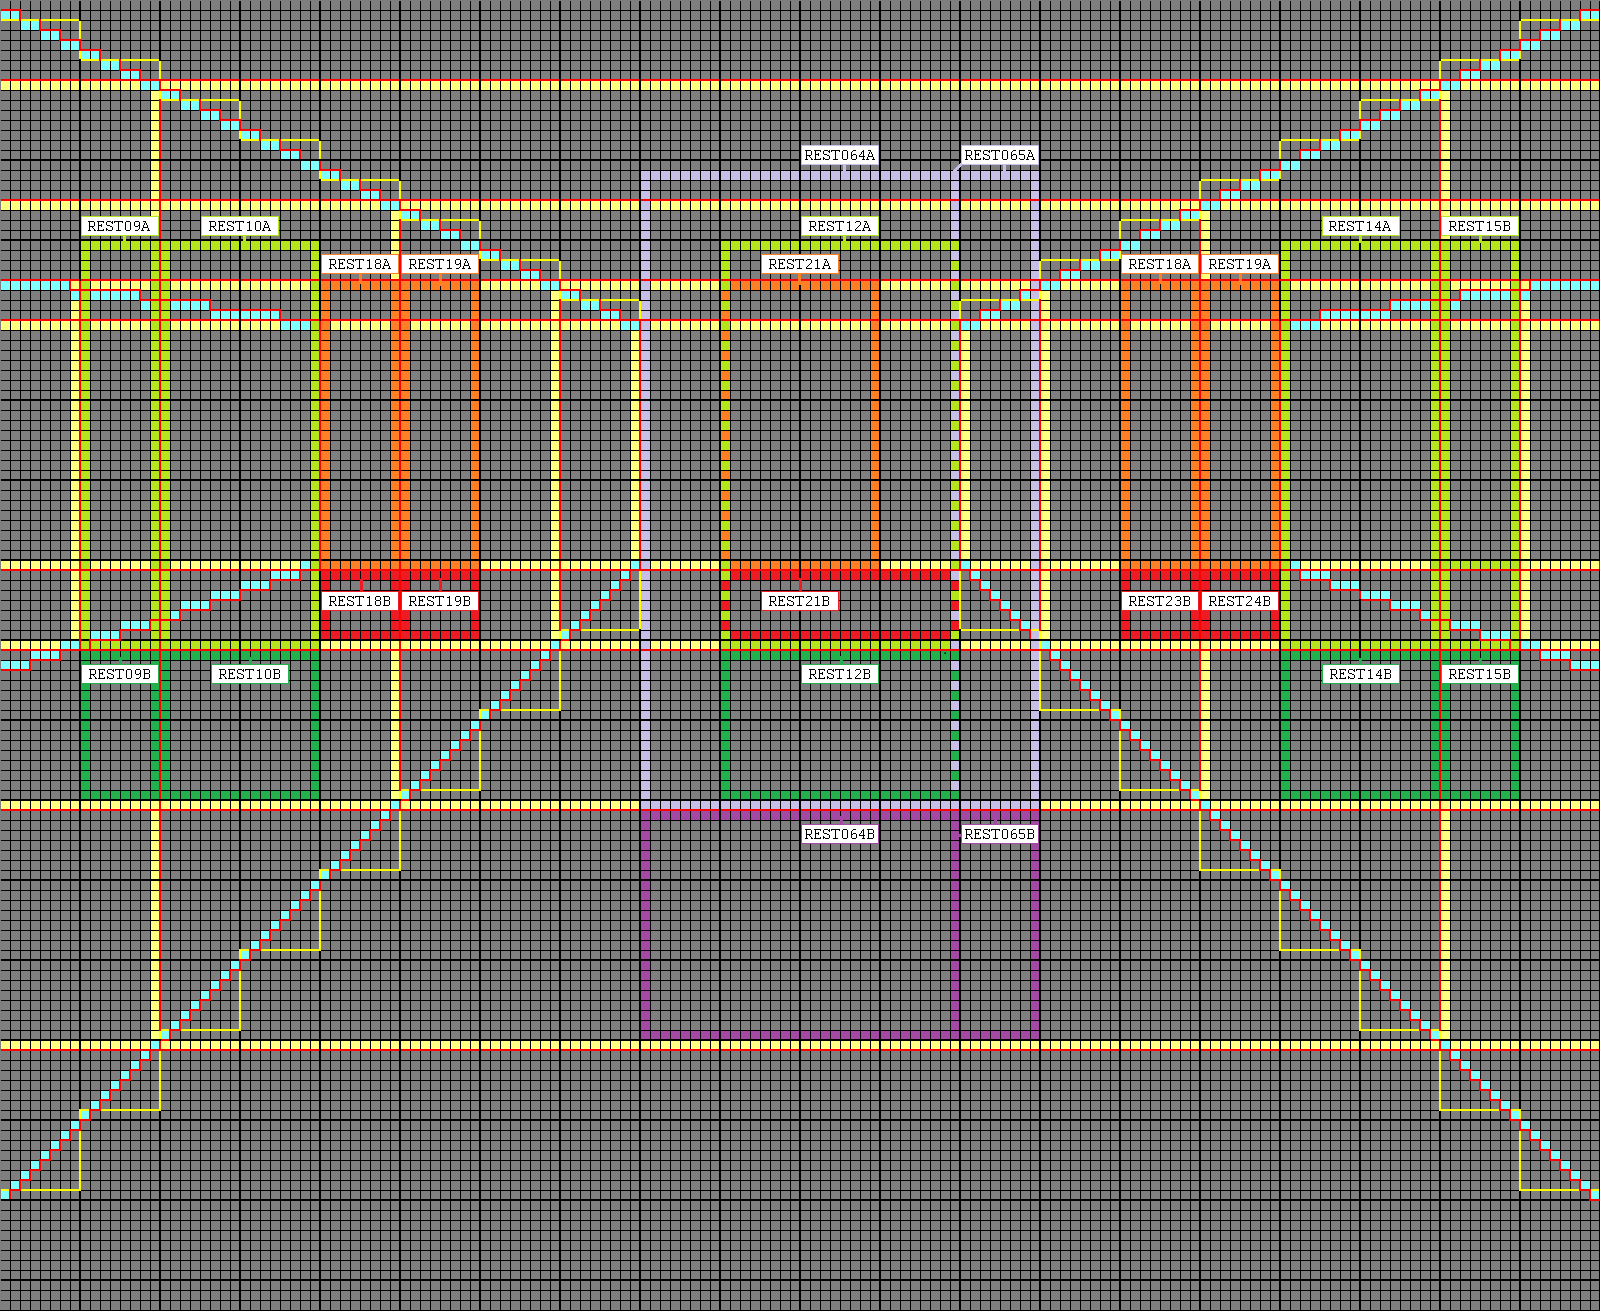 REST064A REST065A
REST09A REST10A REST12A REST14A REST15B
REST18A REST19A REST21A REST18A REST19A
REST18B REST19B REST21B REST23B REST24B
REST09B REST10B REST12B REST14B REST15B
REST064B REST065B